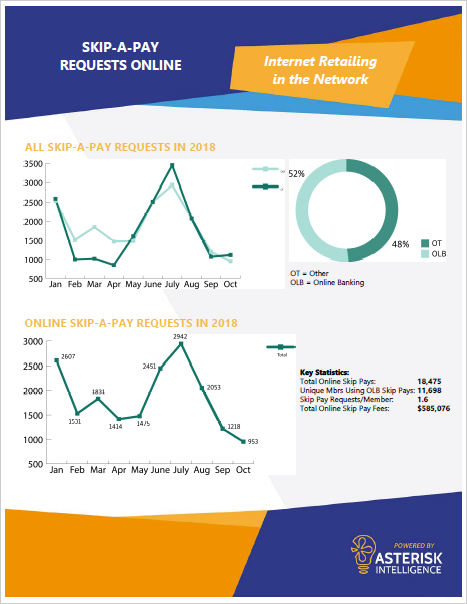 SKIP-A-PAY
REQUESTS ONLINE
Internet Retailing
in the Network
ALL SKIP-A-PAY REQUESTS IN 2018
3500
3000
2500
2000
1500
1000
500
Jan Feb Mar Apr May Jun July Aug Sep Oct
52%
48%
OT
OLB
OT = Other
OLB = Online Banking
ONLINE SKIP-A-PAY REQUESTS IN 2018
3000
2500
2000
1500
1000
500
2607
1531
1831
1414
1475
2451
2942
2053
1218
953
Jan Feb Mar Apr May June July Aug Sep Oct
Total
Key Statistics:
Total Online Skip Pays: 18,475
Unique Mbrs Using OLB Skip Pays: 11,698
Skip Pay Requests/Member: 1.6
Total Online Skip Pay Fees: $585,076
POWERED BY
ASTERISK
INTELLIGENCE